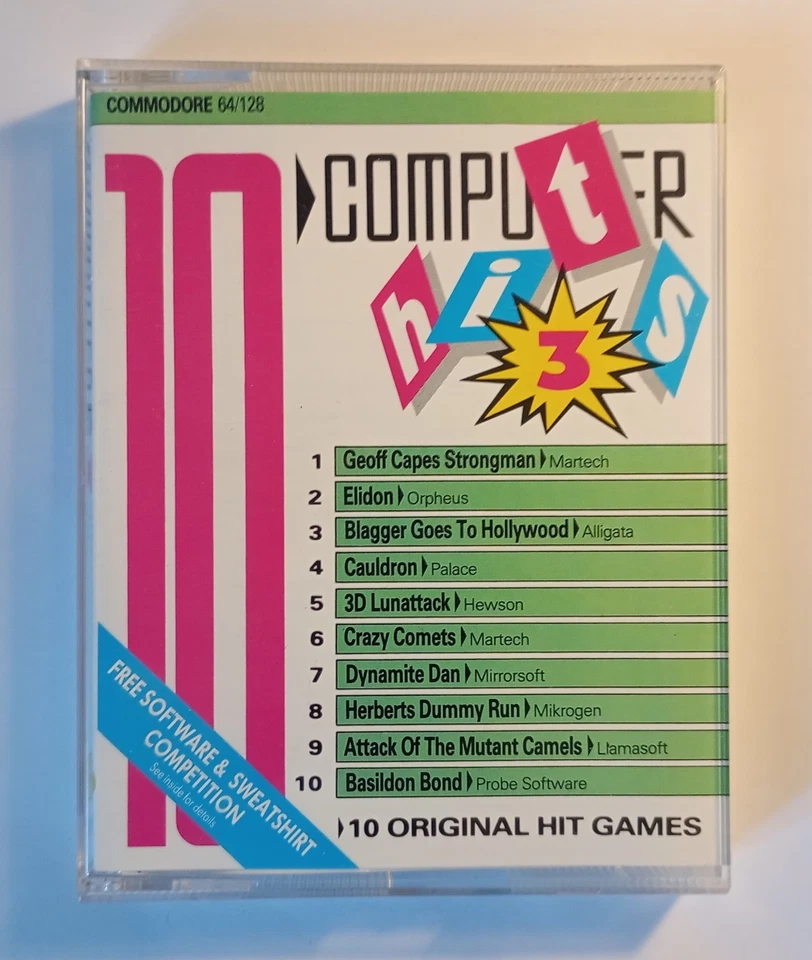 COMMODORE 64/128
10 COMPUTER
hits
3
1 Geoff Capes Strongman Martech
2 Elidon Orpheus
3 Blagger Goes To Hollywood Alligata
4 Cauldron Palace
5 3D Lunattack Hewson
6 Crazy Comets Martech
7 Dynamite Dan Mirrorsoft
8 Herberts Dummy Run Mikrogen
9 Attack Of The Mutant Camels Llamasoft
10 Basildon Bond Probe Software
10 ORIGINAL HIT GAMES
FREE SOFTWARE & SWEATSHIRT
COMPETITION
See inside for details